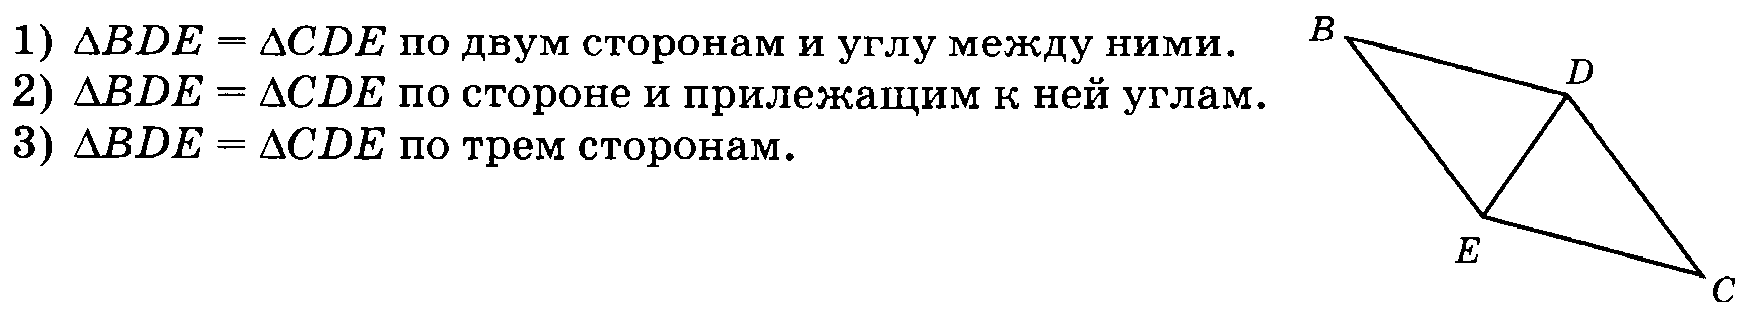 1) ΔBDE = ΔCDE по двум сторонам и углу между ними.
2) ΔBDE = ΔCDE по стороне и прилежащим к ней углам.
3) ΔBDE = ΔCDE по трем сторонам.
B
D
E
C